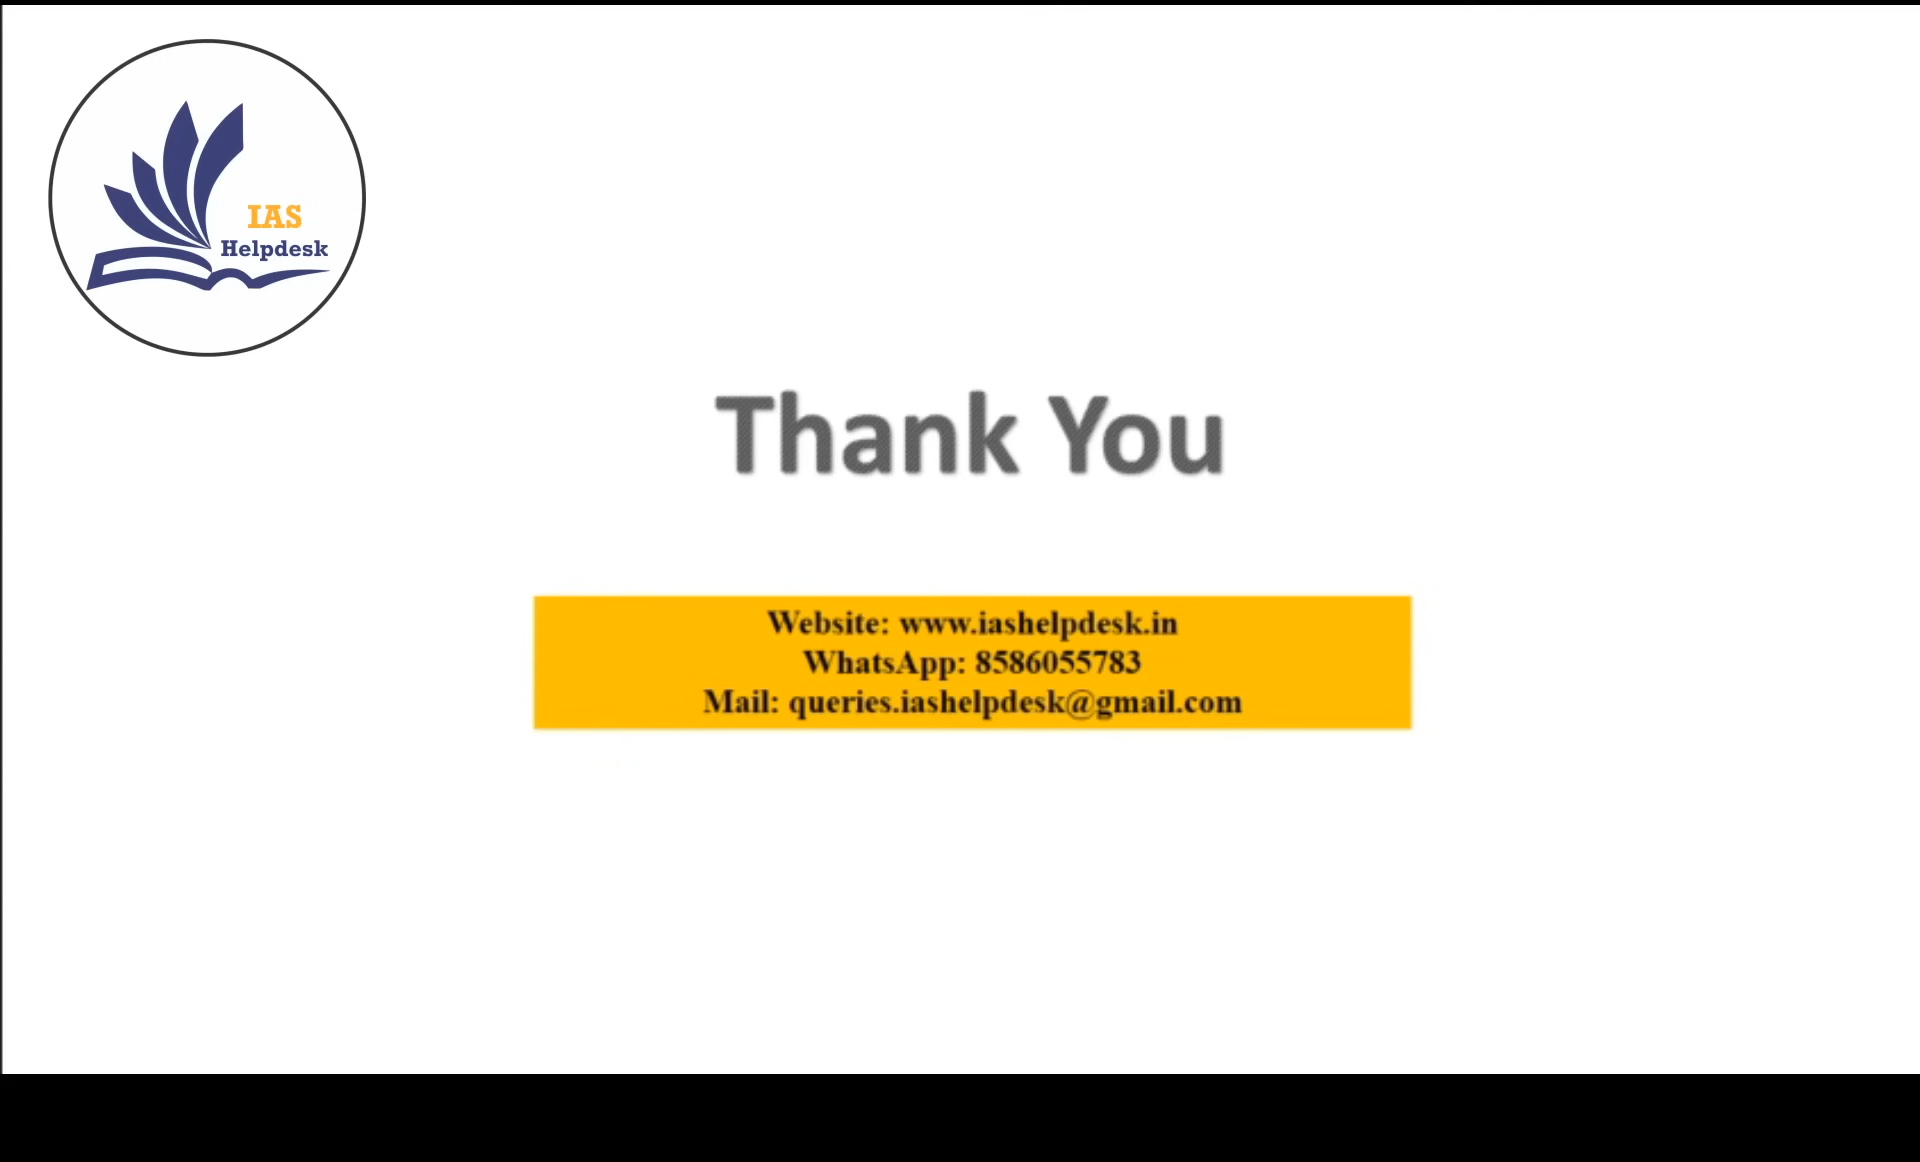 IAS
Helpdesk
Thank You
Website: www.iashelpdesk.in
WhatsApp: 8586055783
Mail: queries.iashelpdesk@gmail.com